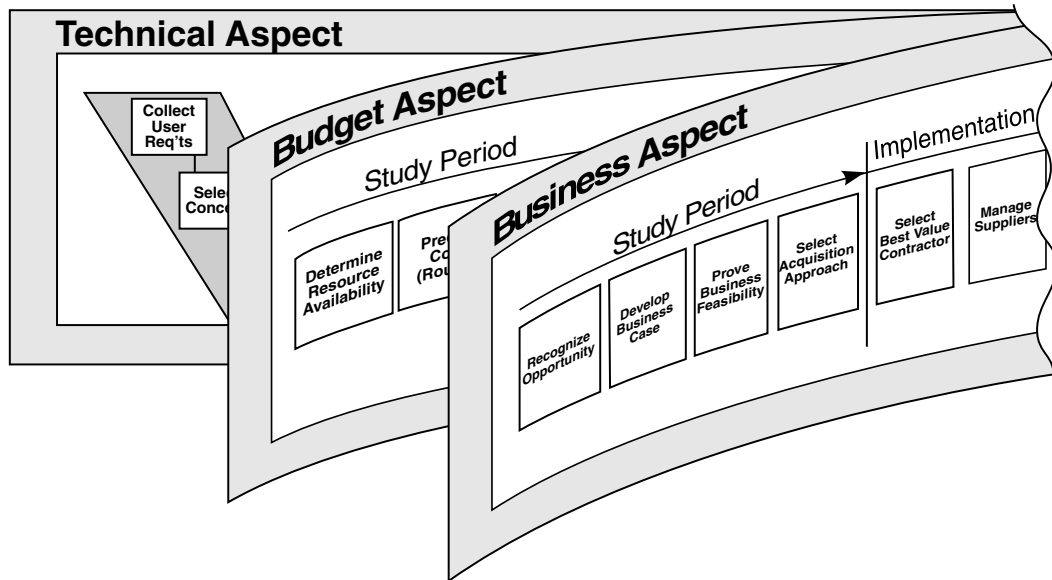 Technical Aspect
Collect
User
Req'ts
Budget Aspect
Study Period
Determine
Resource
Availability
Business Aspect
Study Period
Implementation
Recognize
Opportunity
Develop
Business
Case
Prove
Business
Feasibility
Select
Acquisition
Approach
Select
Best Value
Contractor
Manage
Suppliers